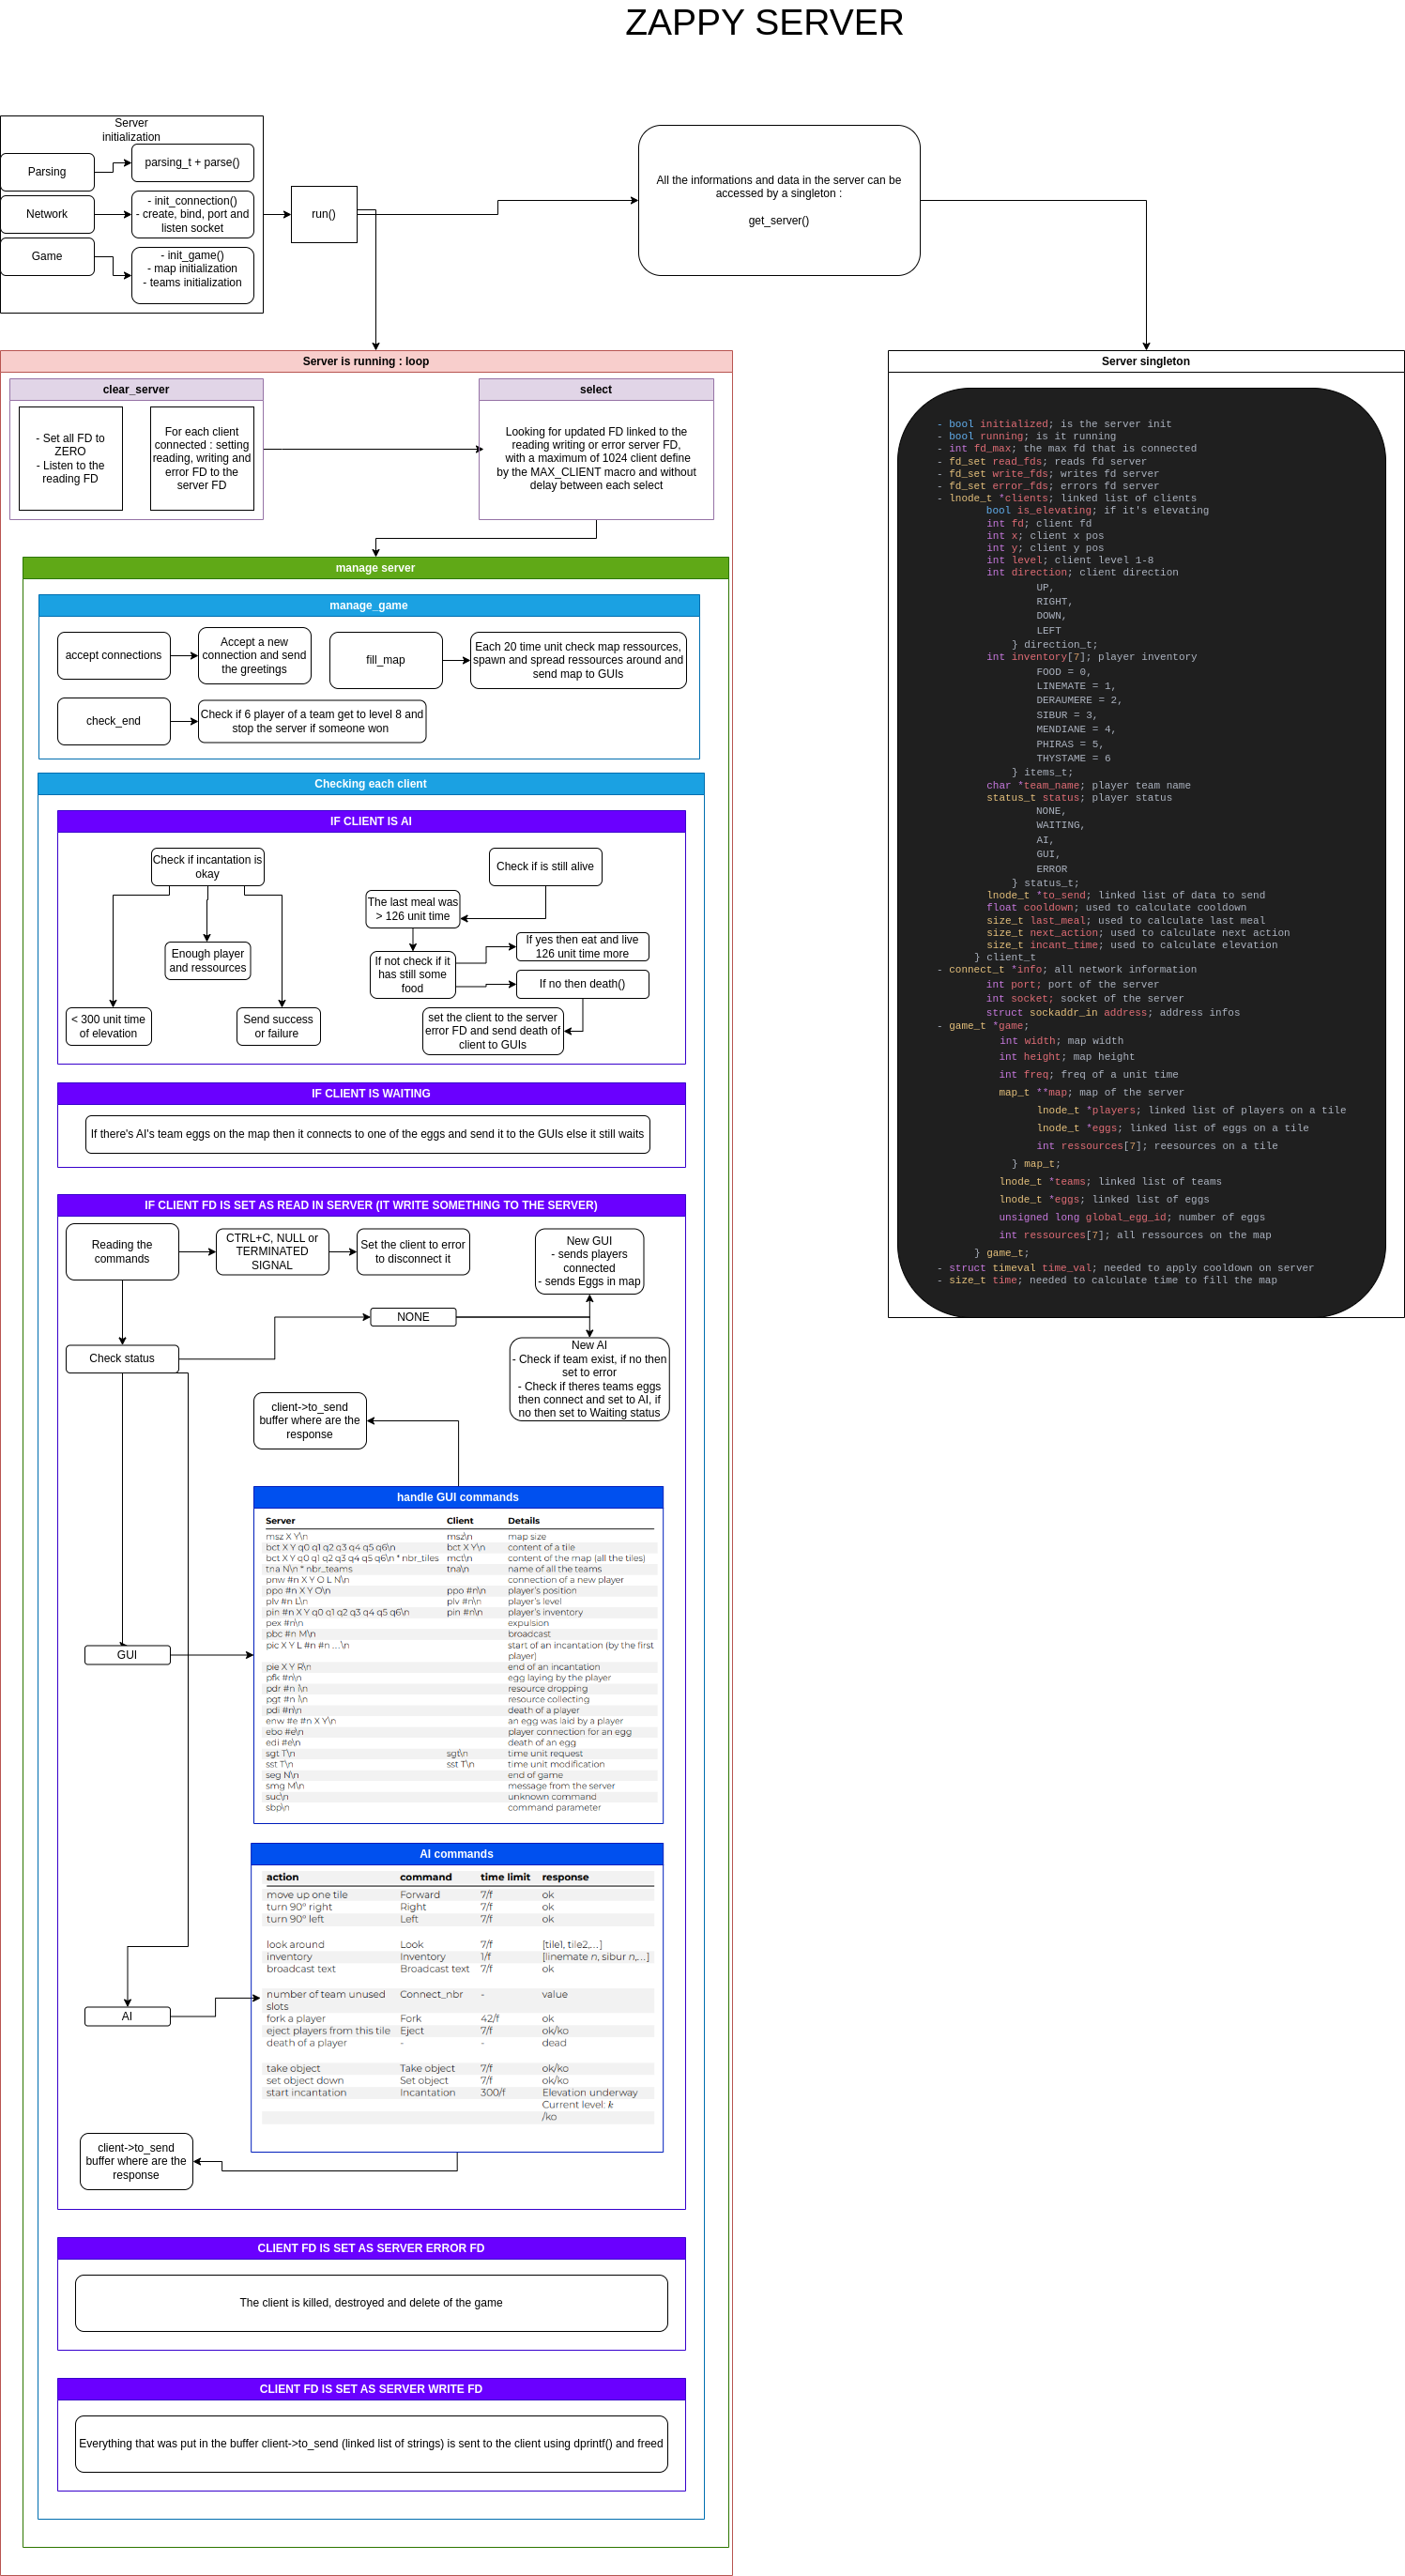 ZAPPY SERVER
Server
initialization
Parsing
parsing_t + parse()
Network
- init_connection()
- create, bind, port and
listen socket
Game
- init_game()
- map initialization
- teams initialization
run()
All the informations and data in the server can be
accessed by a singleton :
get_server()
Server is running : loop
clear_server
- Set all FD to
ZERO
- Listen to the
reading FD
For each client
connected : setting
reading, writing and
error FD to the
server FD
select
Looking for updated FD linked to the
reading writing or error server FD,
with a maximum of 1024 client define
by the MAX_CLIENT macro and without
delay between each select
manage server
manage_game
accept connections
Accept a new
connection and send
the greetings
fill_map
Each 20 time unit check map ressources,
spawn and spread ressources around and
send map to GUIs
check_end
Check if 6 player of a team get to level 8 and
stop the server if someone won
Checking each client
IF CLIENT IS AI
Check if incantation is
okay
Enough player
and ressources
< 300 unit time
of elevation
Send success
or failure
Check if is still alive
The last meal was
> 126 unit time
If not check if it
has still some
food
If yes then eat and live
126 unit time more
If no then death()
set the client to the server
error FD and send death of
client to GUIs
IF CLIENT IS WAITING
If there's AI's team eggs on the map then it connects to one of the eggs and send it to the GUIs else it still waits
IF CLIENT FD IS SET AS READ IN SERVER (IT WRITE SOMETHING TO THE SERVER)
Reading the
commands
CTRL+C, NULL or
TERMINATED
SIGNAL
Set the client to error
to disconnect it
New GUI
- sends players
connected
- sends Eggs in map
NONE
Check status
New AI
- Check if team exist, if no then
set to error
- Check if theres teams eggs
then connect and set to AI, if
no then set to Waiting status
client->to_send
buffer where are the
response
handle GUI commands
Server Client Details
msz X Y\n msz\n map size
bct X Y q0 q1 q2 q3 q4 q5 q6\n bct X Y\n content of a tile
bct X Y q0 q1 q2 q3 q4 q5 q6\n * nbr_tiles mct\n content of the map (all the tiles)
tna N\n * nbr_teams tna\n name of all the teams
pnw #n X Y O L N\n connection of a new player
ppo #n X Y O\n ppo #n\n player's position
plv #n L\n plv #n\n player's level
pin #n X Y q0 q1 q2 q3 q4 q5 q6\n pin #n\n player's inventory
pex #n\n expulsion
pbc #n M\n broadcast
pic X Y L #n #n ...\n start of an incantation (by the first
player)
pie X Y R\n end of an incantation
pfk #n\n egg laying by the player
pdr #n i\n resource dropping
pgt #n i\n resource collecting
pdi #n\n death of a player
enw #e #n X Y\n an egg was laid by a player
ebo #e\n player connection for an egg
edi #e\n death of an egg
sgt T\n sgt\n time unit request
sst T\n sst T\n time unit modification
seg N\n end of game
smg M\n message from the server
suc\n unknown command
sbp\n command parameter
GUI
AI commands
action command time limit response
move up one tile Forward 7/f ok
turn 90° right Right 7/f ok
turn 90° left Left 7/f ok
look around Look 7/f [tile1, tile2,...]
inventory Inventory 1/f [linemate n, sibur n,...]
broadcast text Broadcast text 7/f ok
number of team unused Connect_nbr - value
slots
fork a player Fork 42/f ok
eject players from this tile Eject 7/f ok/ko
death of a player - - dead
take object Take object 7/f ok/ko
set object down Set object 7/f ok/ko
start incantation Incantation 300/f Elevation underway
Current level: k
/ko
AI
client->to_send
buffer where are the
response
CLIENT FD IS SET AS SERVER ERROR FD
The client is killed, destroyed and delete of the game
CLIENT FD IS SET AS SERVER WRITE FD
Everything that was put in the buffer client->to_send (linked list of strings) is sent to the client using dprintf() and freed
Server singleton
- bool initialized; is the server init
- bool running; is it running
- int fd_max; the max fd that is connected
- fd_set read_fds; reads fd server
- fd_set write_fds; writes fd server
- fd_set error_fds; errors fd server
- lnode_t *clients; linked list of clients
bool is_elevating; if it's elevating
int fd; client fd
int x; client x pos
int y; client y pos
int level; client level 1-8
int direction; client direction
UP,
RIGHT,
DOWN,
LEFT
} direction_t;
int inventory[7]; player inventory
FOOD = 0,
LINEMATE = 1,
DERAUMERE = 2,
SIBUR = 3,
MENDIANE = 4,
PHIRAS = 5,
THYSTAME = 6
} items_t;
char *team_name; player team name
status_t status; player status
NONE,
WAITING,
AI,
GUI,
ERROR
} status_t;
lnode_t *to_send; linked list of data to send
float cooldown; used to calculate cooldown
size_t last_meal; used to calculate last meal
size_t next_action; used to calculate next action
size_t incant_time; used to calculate elevation
} client_t
- connect_t *info; all network information
int port; port of the server
int socket; socket of the server
struct sockaddr_in address; address infos
- game_t *game;
int width; map width
int height; map height
int freq; freq of a unit time
map_t **map; map of the server
lnode_t *players; linked list of players on a tile
lnode_t *eggs; linked list of eggs on a tile
int ressources[7]; reesources on a tile
} map_t;
lnode_t *teams; linked list of teams
lnode_t *eggs; linked list of eggs
unsigned long global_egg_id; number of eggs
int ressources[7]; all ressources on the map
} game_t;
- struct timeval time_val; needed to apply cooldown on server
- size_t time; needed to calculate time to fill the map